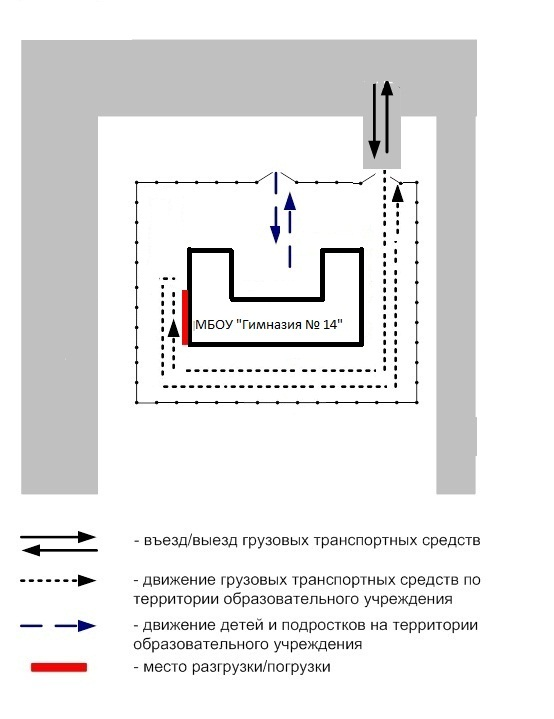 МБОУ "Гимназия № 14"
- въезд/выезд грузовых транспортных средств
- движение грузовых транспортных средств по
территории образовательного учреждения
- движение детей и подростков на территории
образовательного учреждения
- место разгрузки/погрузки